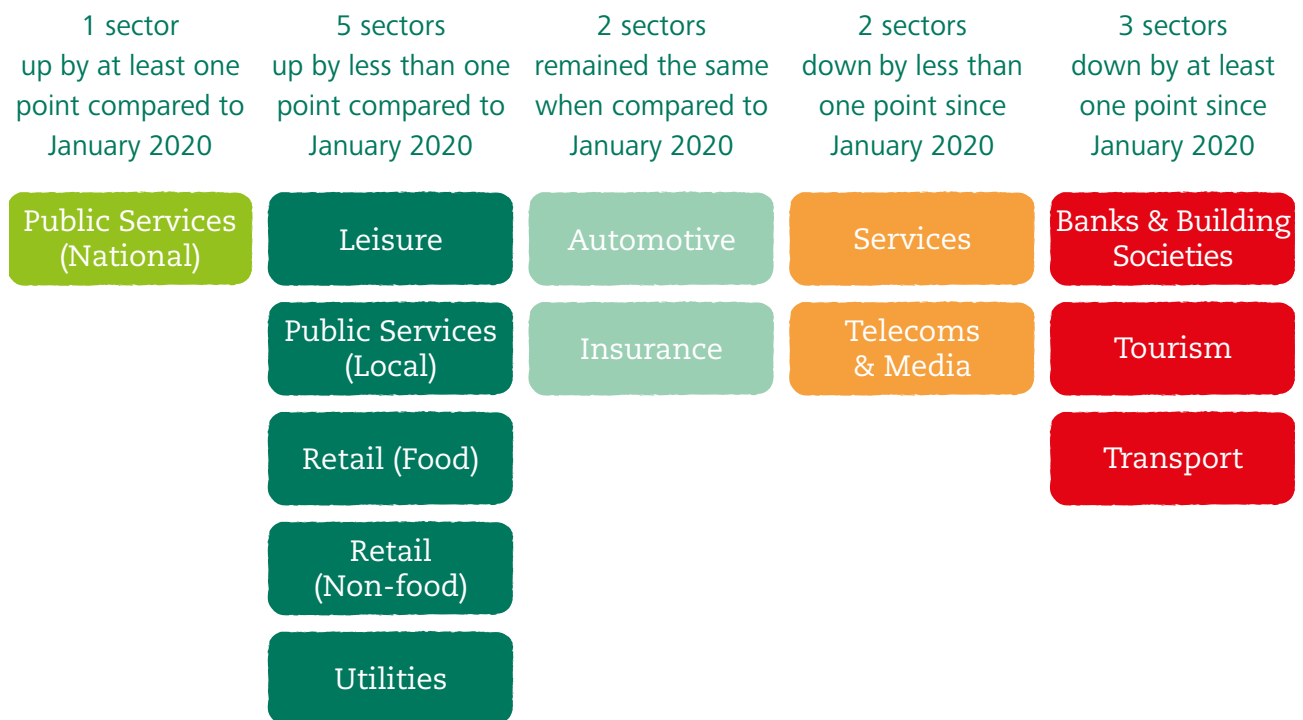 1 sector
up by at least one
point compared to
January 2020
5 sectors
up by less than one
point compared to
January 2020
2 sectors
remained the same
when compared to
January 2020
2 sectors
down by less than
one point since
January 2020
3 sectors
down by at least
one point since
January 2020
Public Services
(National)
Leisure
Public Services
(Local)
Retail (Food)
Retail
(Non-food)
Utilities
Automotive
Insurance
Services
Telecoms
& Media
Banks & Building
Societies
Tourism
Transport